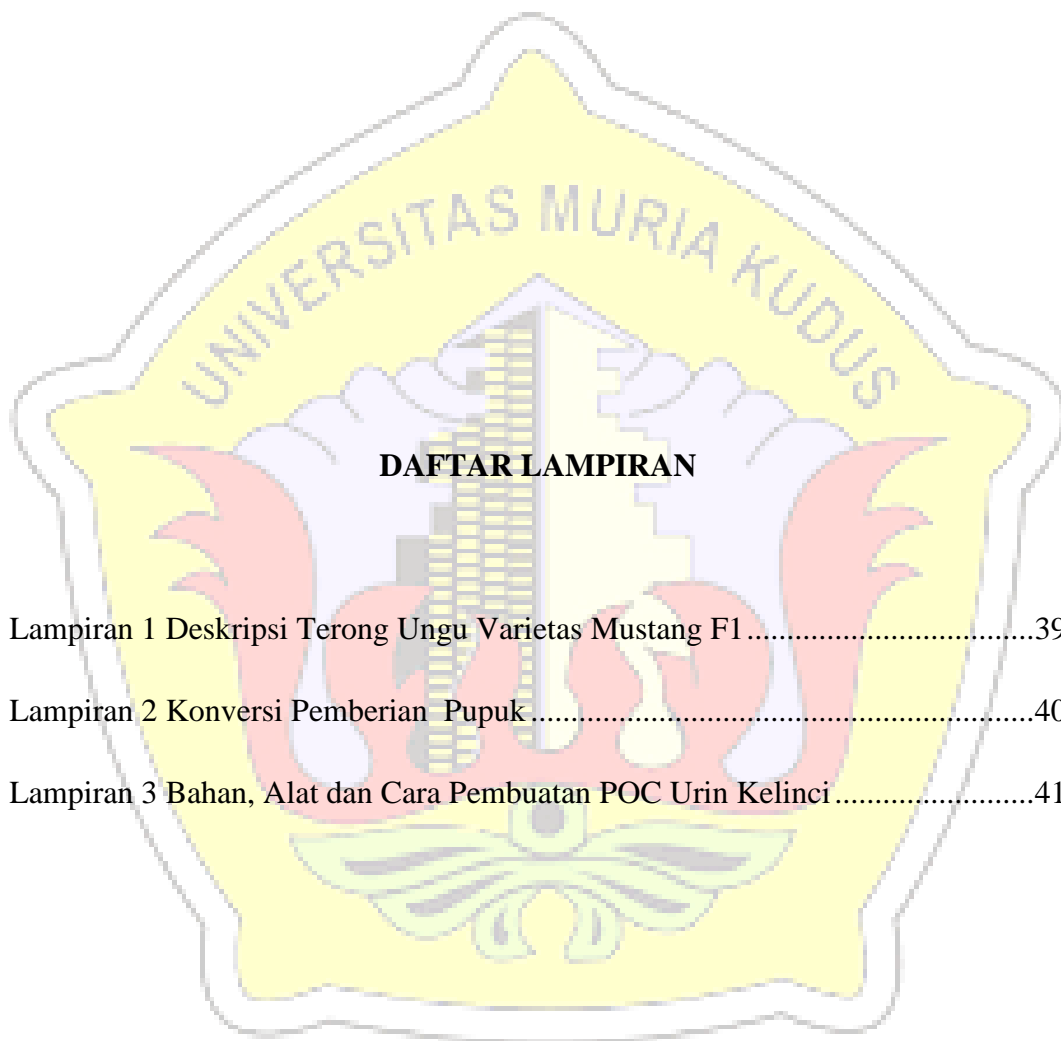 UNIVERSITAS MURIA KUDUS
DAFTAR LAMPIRAN
Lampiran 1 Deskripsi Terong Ungu Varietas Mustang F1....................................39
Lampiran 2 Konversi Pemberian  Pupuk................................................................40
Lampiran 3 Bahan, Alat dan Cara Pembuatan POC Urin Kelinci.........................41